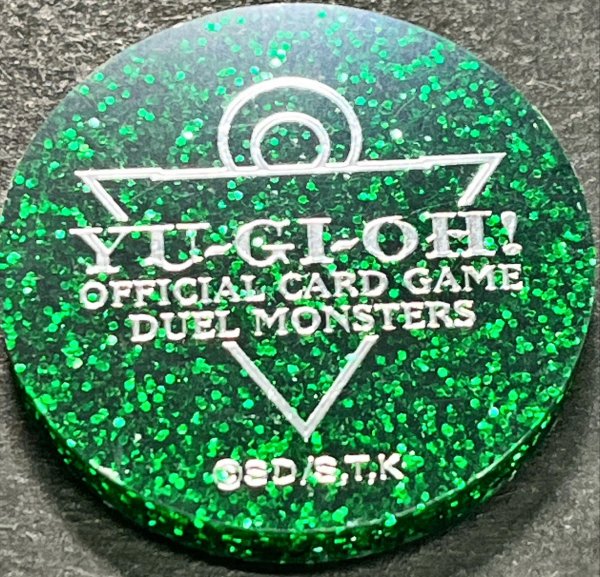 YU-GI-OH!
OFFICIAL CARD GAME
DUEL MONSTERS
©SD/S,T,K